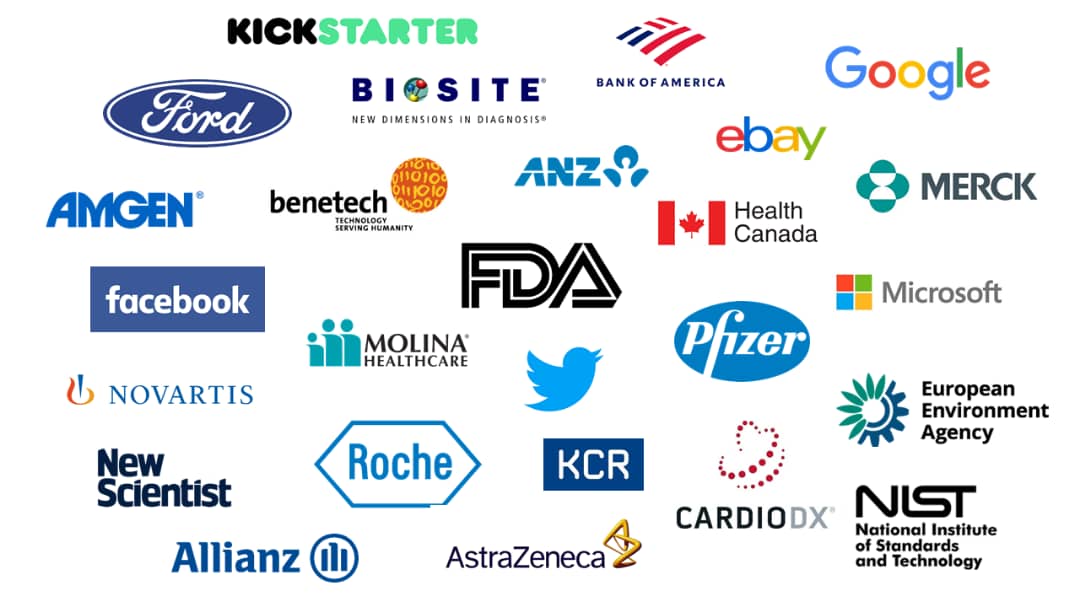 KICKSTARTER
BANK OF AMERICA
Google
Ford
BIOSITE®
NEW DIMENSIONS IN DIAGNOSIS®
ebay
ANZ
AMGEN®
benetech
TECHNOLOGY
SERVING HUMANITY
MERCK
Health
Canada
FDA
facebook
Microsoft
MOLINA®
HEALTHCARE
Pfizer
NOVARTIS
European
Environment
Agency
New
Scientist
Roche
KCR
CARDIODX®
NIST
National Institute
of Standards
and Technology
Allianz
AstraZeneca